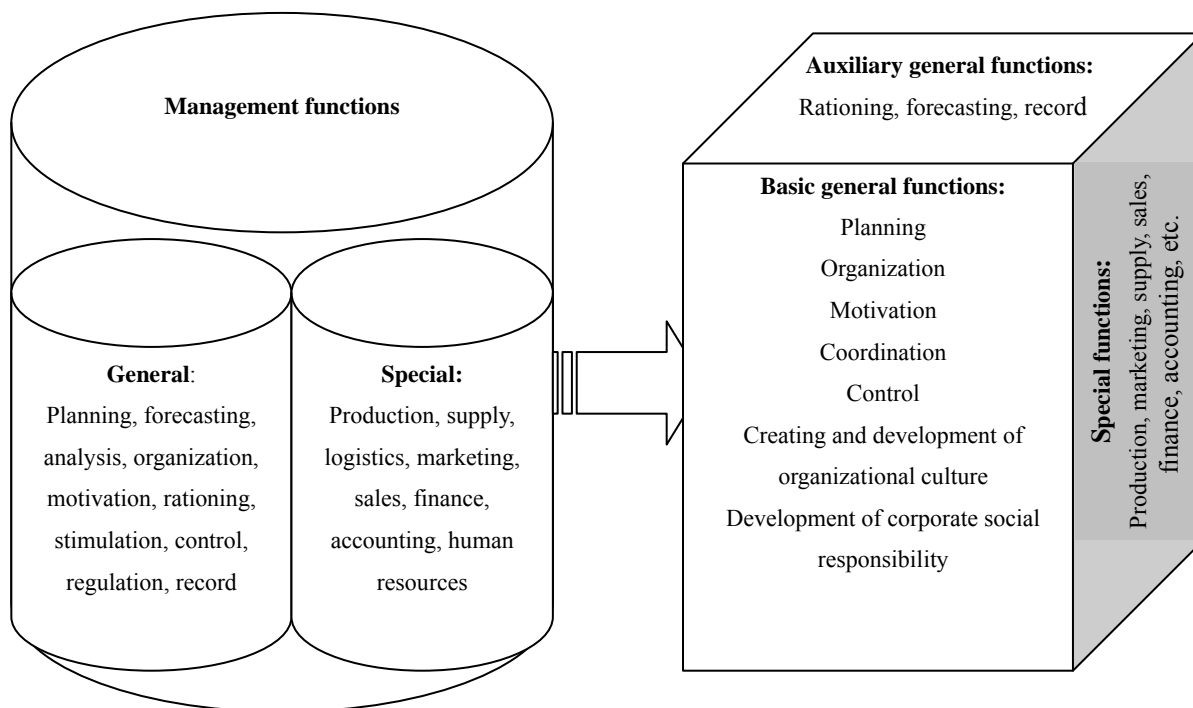 Management functions
General:
Planning, forecasting,
analysis, organization,
motivation, rationing,
stimulation, control,
regulation, record
Special:
Production, supply,
logistics, marketing,
sales, finance,
accounting, human
resources
Auxiliary general functions:
Rationing, forecasting, record
Basic general functions:
Planning
Organization
Motivation
Coordination
Control
Creating and development of
organizational culture
Development of corporate social
responsibility
Special functions:
Production, marketing, supply, sales,
finance, accounting, etc.